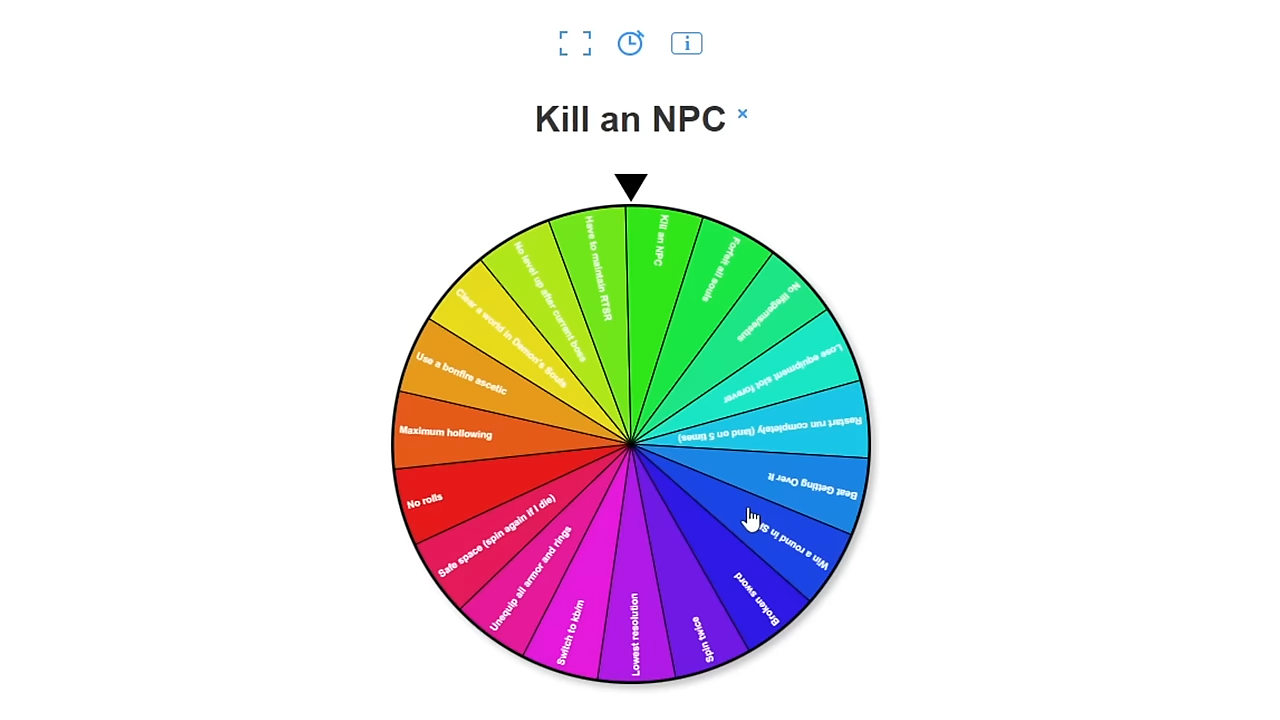 Kill an NPC ×
Kill an NPC
Forfeit all souls
No lifegems/estus
Lose equipment slot forever
Restart run completely (land on 5 times)
Beat Getting Over It
Win a round in
Broken sword
Spin twice
Lowest resolution
Switch to kb/m
Unequip all armor and rings
Safe space (spin again if I die)
No rolls
Maximum hollowing
Use a bonfire ascetic
Clear a world in Demon's Souls
No level up after current boss
Have to maintain RTSR